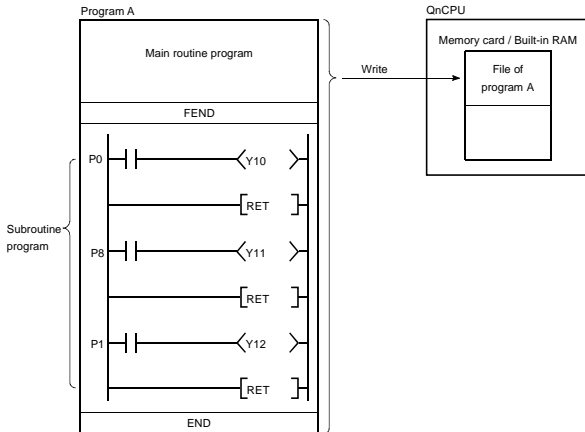 Program A
Main routine program
FEND
P0
Y10
RET
Subroutine
program
P8
Y11
RET
P1
Y12
RET
END
Write
QnCPU
Memory card / Built-in RAM
File of
program A